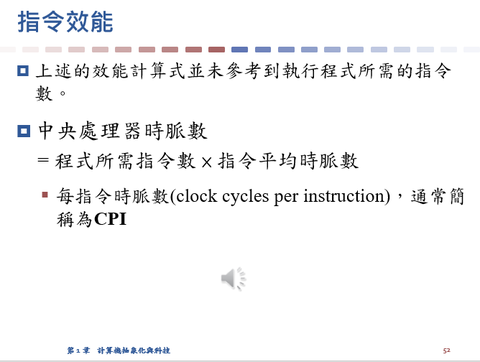 指令效能
上述的效能計算式並未參考到執行程式所需的指令
數。
中央處理器時脈數
= 程式所需指令數 × 指令平均時脈數
每指令時脈數(clock cycles per instruction)，通常簡
稱為CPI
第 1 章 計算機抽象化與科技
52